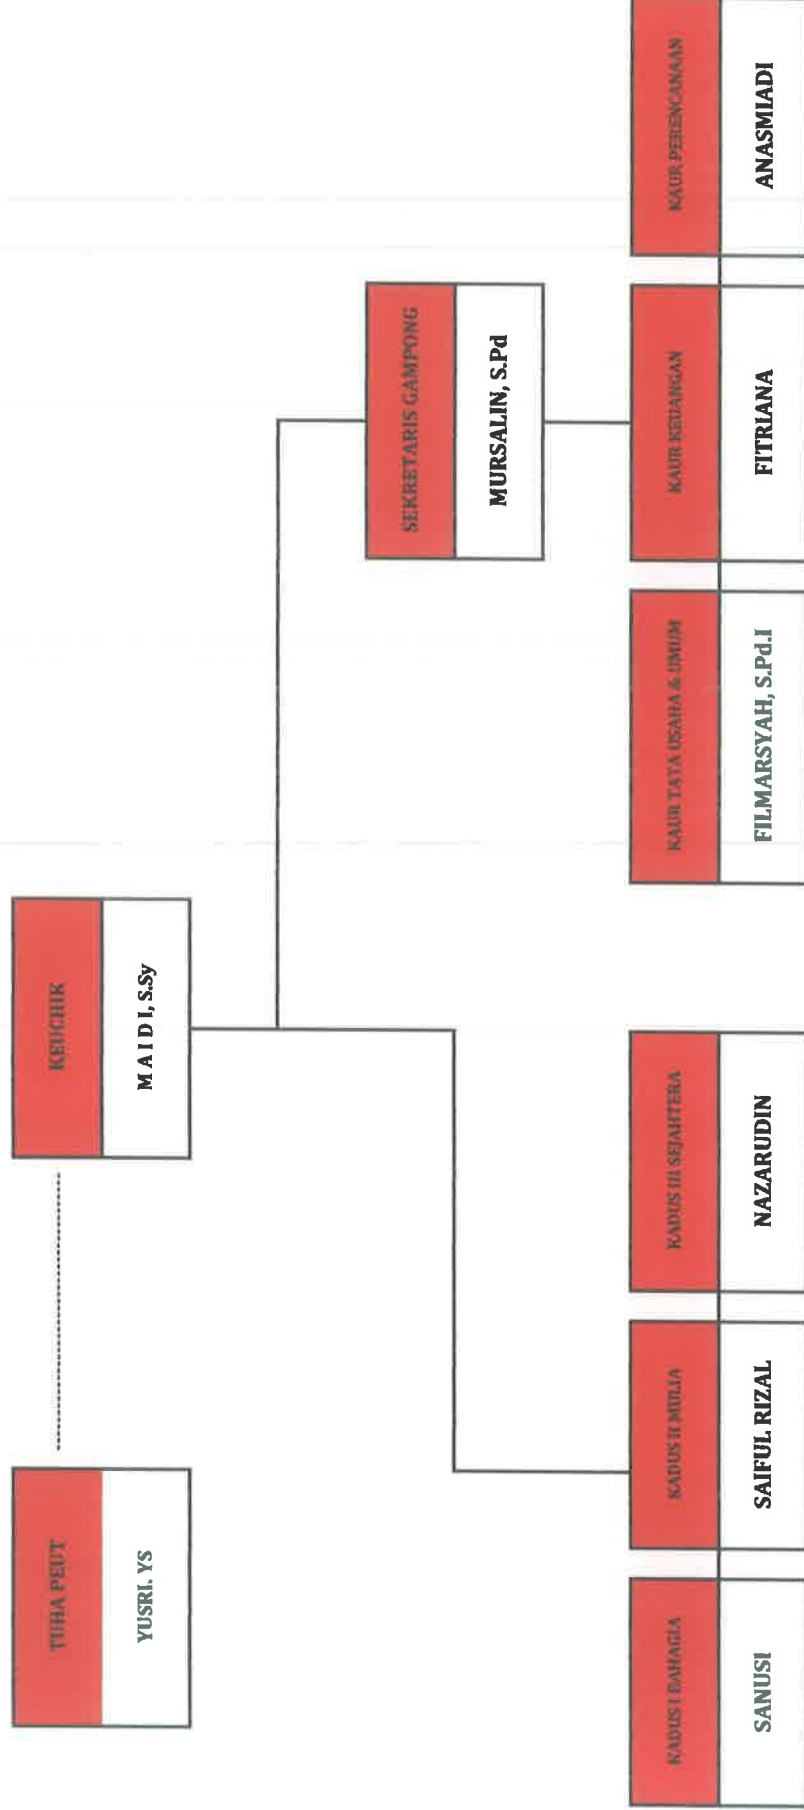 TUHA PEUT
YUSRI. YS
KEUCHIK
M A I D I, S.Sy
SEKRETARIS GAMPONG
MURSALIN, S.Pd
KADUS I BAHAGIA
SANUSI
KADUS II MULIA
SAIFUL RIZAL
KADUS III SEJAHTERA
NAZARUDIN
KAUR TATA USAHA & UMUM
FILMARSYAH, S.Pd.I
KAUR KEUANGAN
FITRIANA
KAUR PERENCANAAN
ANASMIADI